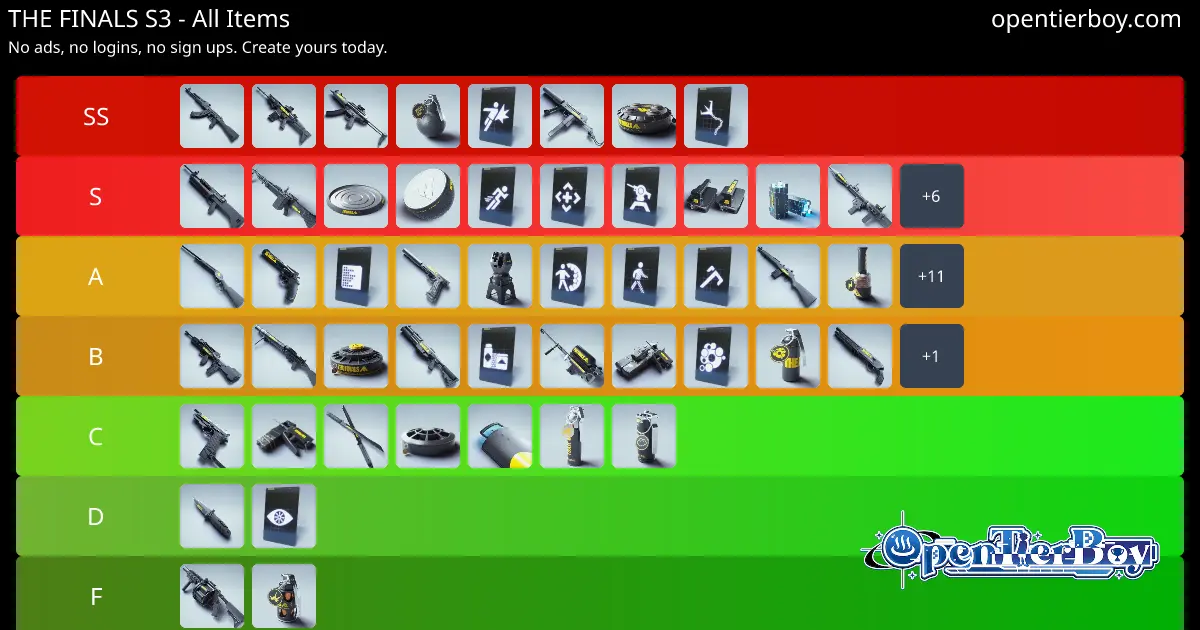 THE FINALS S3 - All Items
opentierboy.com
No ads, no logins, no sign ups. Create yours today.
SS
S
+6
A
+11
B
+1
C
D
OpenTierBoy
F